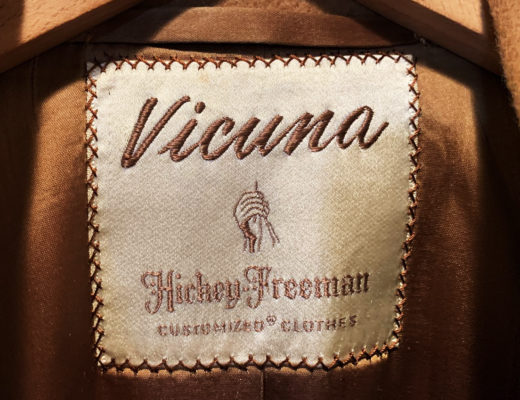 Vicuna
Hickey-Freeman
CUSTOMIZED® CLOTHES